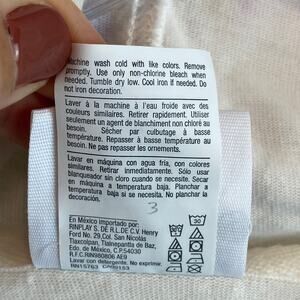 Machine wash cold with like colors. Remove
promptly. Use only non-chlorine bleach when
needed. Tumble dry low. Cool iron if needed. Do
not iron decoration.
Laver à la machine à l'eau froide avec des
couleurs similaires. Retirer rapidement. Utiliser
seulement un agent de blanchiment non chloré au
besoin. Sécher par culbutage à basse
température. Repasser à basse température au
besoin. Ne pas repasser les ornements.
Lavar en máquina con agua fría, con colores
similares. Retirar inmediatamente. Sólo usar
blanqueador sin cloro cuando se necesite. Secar
en máquina a temperatura baja. Planchar a
temperatura baja si se necesita. No planchar la
decoración.
3
En México importado por:
RINPLAY S. DE R.L. DE C.V. Henry
Ford No. 29,Col. San Nicolás
Tlaxcolpan, Tlalnepantla de Baz,
Edo. de México. C.P. 54030
R.F.C.RIN980806 AE9
Lavar con detergente. No exprimir.
RN15763 CA09153
30